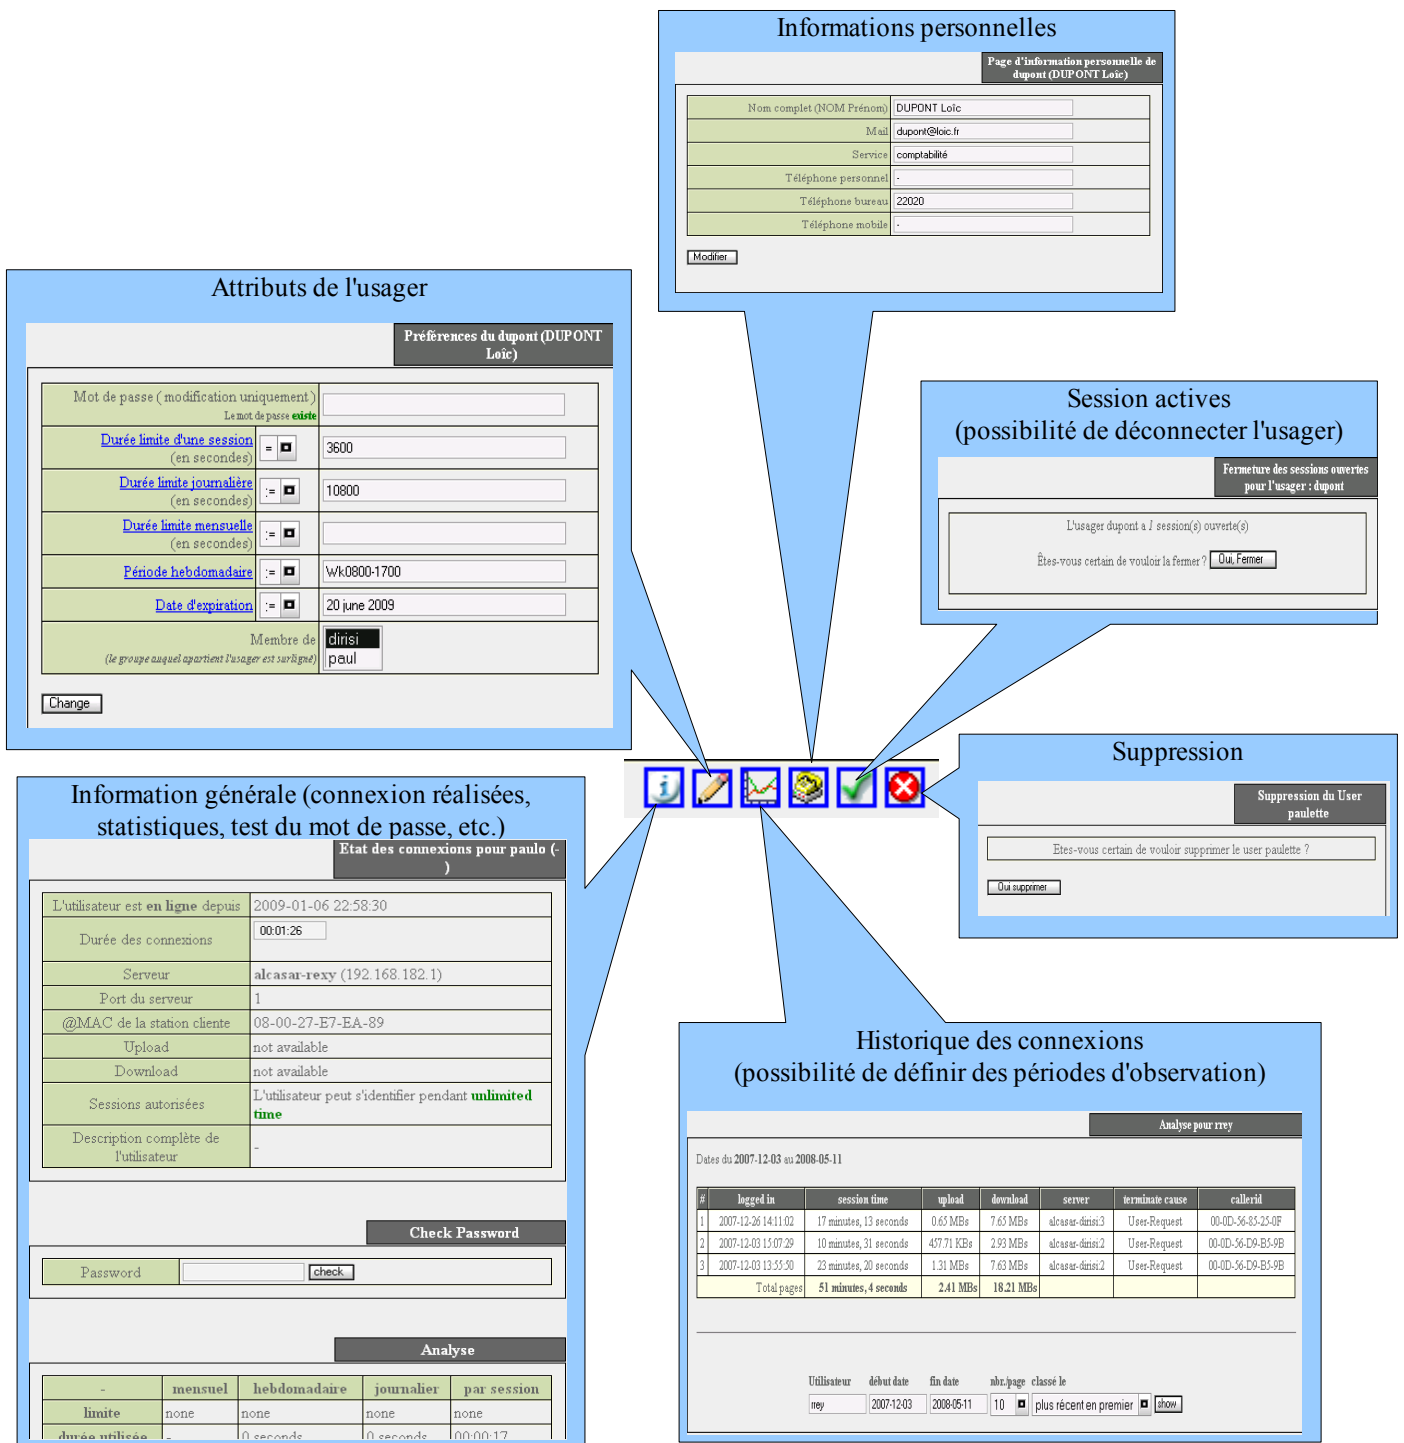 Informations personnelles
Page d'information personnelle de
dupont (DUPONT Loïc)
Nom complet (NOM Prénom) DUPONT Loïc
Mail dupont@loic.fr
Service comptabilité
Téléphone personnel -
Téléphone bureau 22020
Téléphone mobile -
Modifier
Attributs de l'usager
Préférences du dupont (DUPONT
Loïc)
Mot de passe ( modification uniquement)
Le mot de passe existe
Durée limite d'une session
(en secondes) = 3600
Durée limite journalière
(en secondes) := 10800
Durée limite mensuelle
(en secondes) :=
Période hebdomadaire := Wk0800-1700
Date d'expiration := 20 june 2009
Membre de
(le groupe auquel apartient l'usager est surligné)
dirisi
paul
Change
Session actives
(possibilité de déconnecter l'usager)
Fermeture des sessions ouvertes
pour l'usager : dupont
L'usager dupont a 1 session(s) ouverte(s)
Êtes-vous certain de vouloir la fermer ? Oui, Fermer
Suppression
Suppression du User
paulette
Etes-vous certain de vouloir supprimer le user paulette ?
Oui supprimer
Information générale (connexion réalisées,
statistiques, test du mot de passe, etc.)
Etat des connexions pour paulo (-
)
L'utilisateur est en ligne depuis 2009-01-06 22:58:30
Durée des connexions 00:01:26
Serveur alcasar-rexy (192.168.182.1)
Port du serveur 1
@MAC de la station cliente 08-00-27-E7-EA-89
Upload not available
Download not available
Sessions autorisées L'utilisateur peut s'identifier pendant unlimited
time
Description complète de
l'utilisateur -
Check Password
Password check
Analyse
- mensuel hebdomadaire journalier par session
limite none none none none
durée utilisée - 0 seconds 0 seconds 00:00:17
Historique des connexions
(possibilité de définir des périodes d'observation)
Analyse pour rrey
Dates du 2007-12-03 au 2008-05-11
# logged in session time upload download server terminate cause callerid
1 2007-12-26 14:11:02 17 minutes, 13 seconds 0.65 MBs 7.65 MBs alcasar-dirisi:3 User-Request 00-0D-56-85-25-0F
2 2007-12-03 15:07:29 10 minutes, 31 seconds 457.71 KBs 2.93 MBs alcasar-dirisi:2 User-Request 00-0D-56-D9-B5-9B
3 2007-12-03 13:55:50 23 minutes, 20 seconds 1.31 MBs 7.63 MBs alcasar-dirisi:2 User-Request 00-0D-56-D9-B5-9B
Total pages 51 minutes, 4 seconds 2.41 MBs 18.21 MBs
Utilisateur début date fin date nbr./page classé le
rrey 2007-12-03 2008-05-11 10 plus récent en premier show